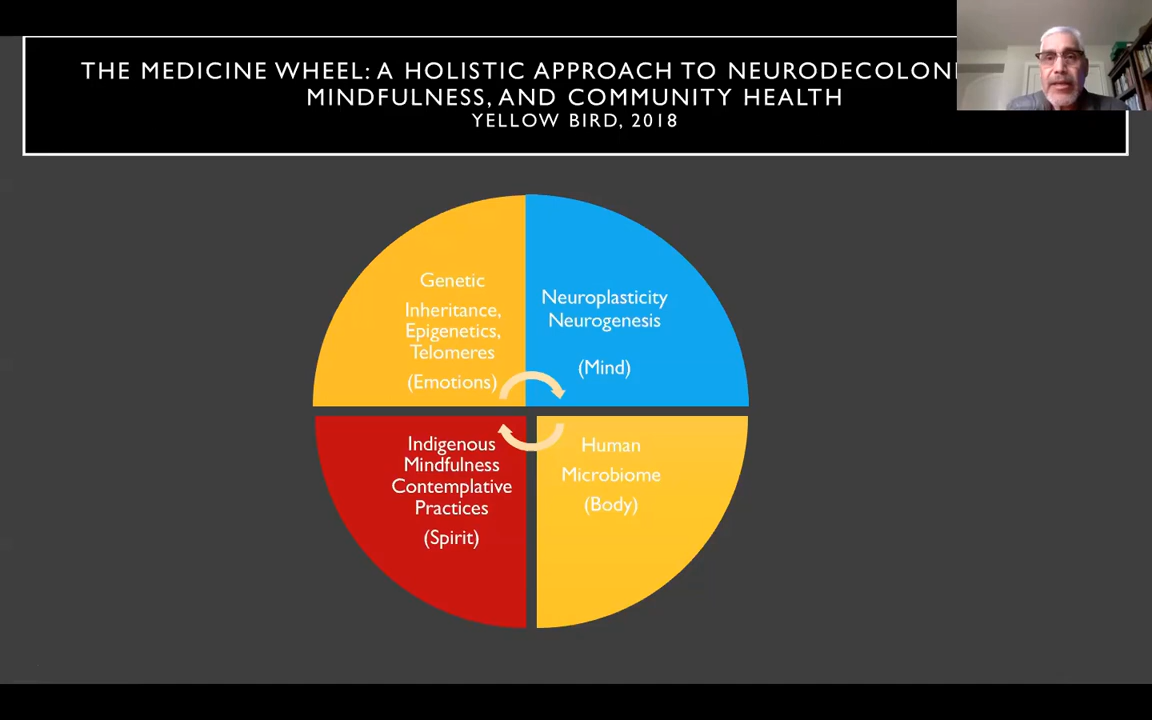 THE MEDICINE WHEEL: A HOLISTIC APPROACH TO
MINDFULNESS, AND COMMUNITY HEALTH
YELLOW BIRD, 2018
Genetic
Inheritance,
Epigenetics,
Telomeres
(Emotions)
Neuroplasticity
Neurogenesis
(Mind)
Indigenous
Mindfulness
Contemplative
Practices
(Spirit)
Human
Microbiome
(Body)